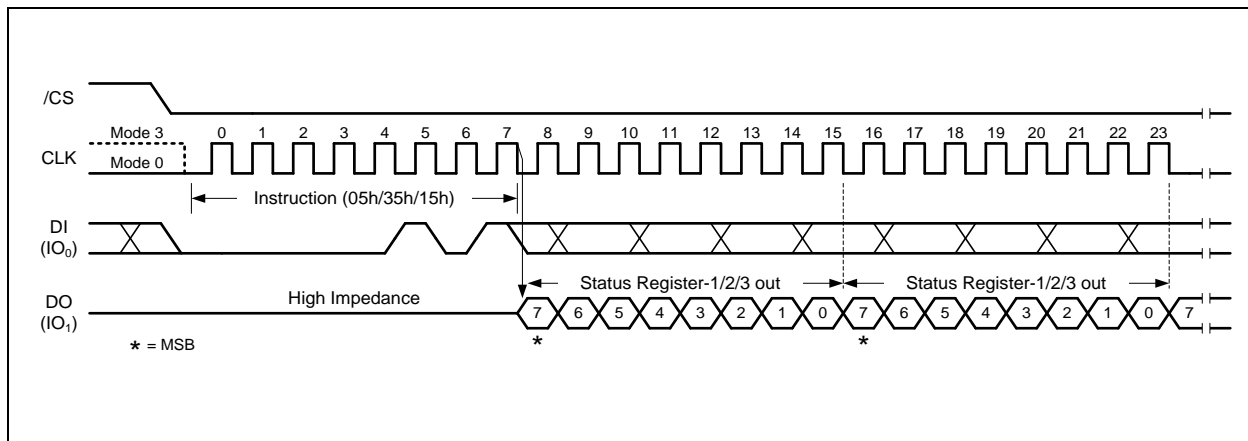 /CS
Mode 3 0 1 2 3 4 5 6 7 8 9 10 11 12 13 14 15 16 17 18 19 20 21 22 23
CLK
Mode 0
Instruction (05h/35h/15h)
DI
(IO₀)
Status Register-1/2/3 out Status Register-1/2/3 out
DO
(IO₁)
High Impedance
7 6 5 4 3 2 1 0 7 6 5 4 3 2 1 0 7
* *
* = MSB